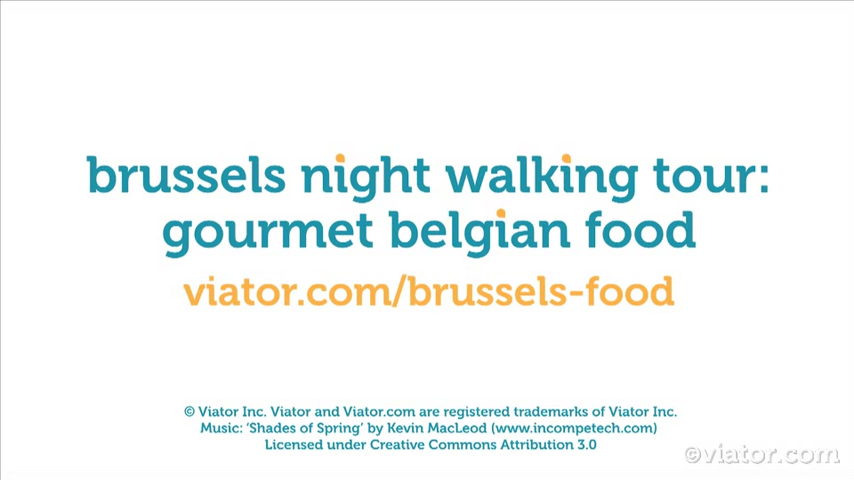 brussels night walking tour:
gourmet belgian food
viator.com/brussels-food
© Viator Inc. Viator and Viator.com are registered trademarks of Viator Inc.
Music: ‘Shades of Spring’ by Kevin MacLeod (www.incompetech.com)
Licensed under Creative Commons Attribution 3.0
©viator.com